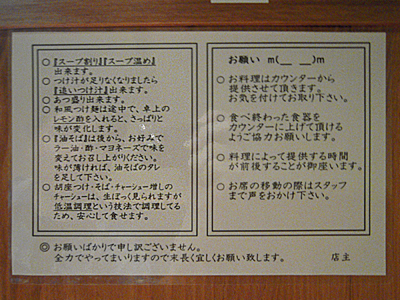 ○『スープ割り』『スープ温め』
出来ます。
○つけ汁が足りなくなりましたら
『追いつけ汁』出来ます。
○あつ盛り出来ます。
○和風つけ麺は途中で、卓上の
レモン酢を入れると、さっぱりと
味が変化します。
○『油そば』は後から、お好みで
ラー油・酢・マヨネーズで味を
変えてお召し上がりください。
味が薄ければ、油そばのタレ
を足して下さい。
○胡座つけ・そば・チャーシュー増しの
チャーシューは、生ぽっく見られますが
低温調理という技法で調理してる
ため、安心して食せます。
お願い m(__ __)m
○お料理はカウンターから
提供させて頂きます。
お気を付けてお取り下さい。
○食べ終わった食器を
カウンターに上げて頂ける
ようご協力お願いします。
○料理によって提供する時間
が前後することが御座います。
○お席の移動の際はスタッフ
まで声をおかけ下さい。
◎お願いばかりで申し訳ございません。
全力でやってまいりますので末長く宜しくお願い致します。 店主